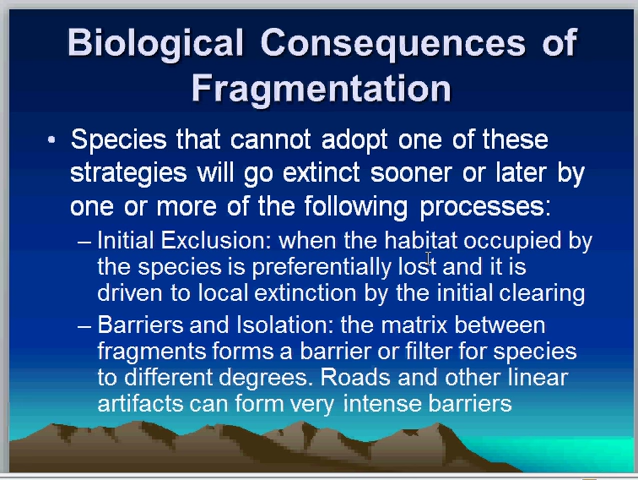 Biological Consequences of
Fragmentation
• Species that cannot adopt one of these
strategies will go extinct sooner or later by
one or more of the following processes:
– Initial Exclusion: when the habitat occupied by
the species is preferentially lost and it is
driven to local extinction by the initial clearing
– Barriers and Isolation: the matrix between
fragments forms a barrier or filter for species
to different degrees. Roads and other linear
artifacts can form very intense barriers